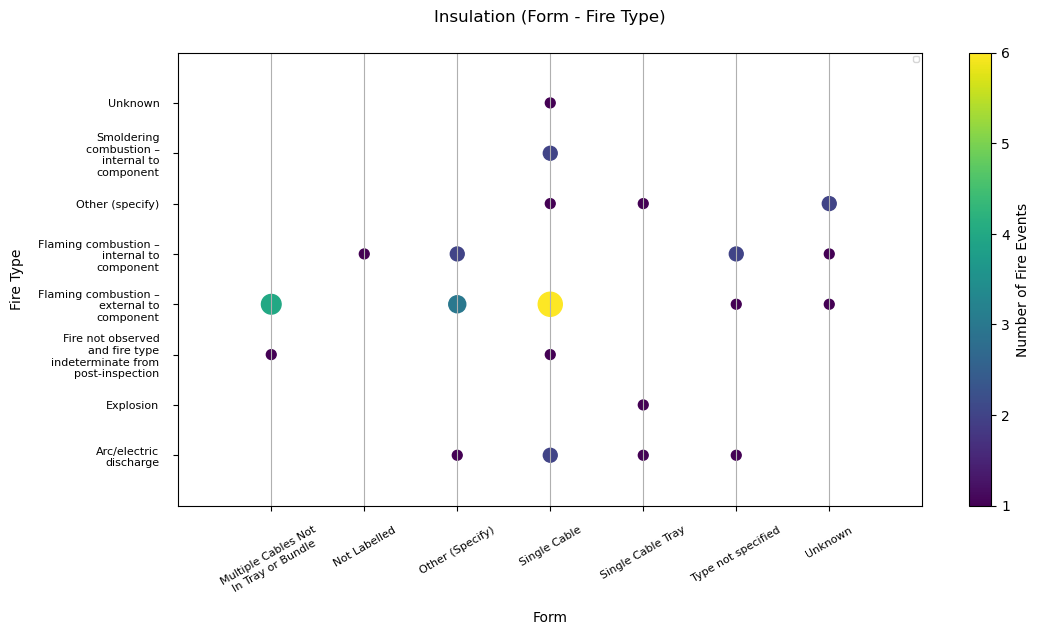 Insulation (Form - Fire Type)
Fire Type
Unknown
Smoldering
combustion –
internal to
component
Other (specify)
Flaming combustion –
internal to
component
Flaming combustion –
external to
component
Fire not observed
and fire type
indeterminate from
post-inspection
Explosion
Arc/electric
discharge
Multiple Cables Not
In Tray or Bundle
Not Labelled
Other (Specify)
Single Cable
Single Cable Tray
Type not specified
Unknown
Form
6
5
4
3
2
1
Number of Fire Events